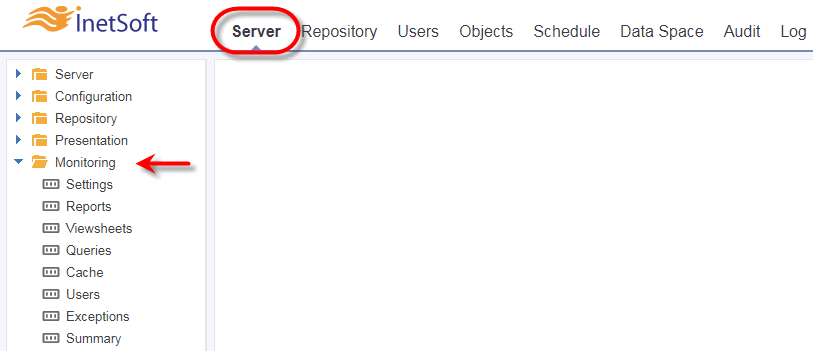 InetSoft
Server Repository Users Objects Schedule Data Space Audit Log
Server
Configuration
Repository
Presentation
Monitoring
Settings
Reports
Viewsheets
Queries
Cache
Users
Exceptions
Summary